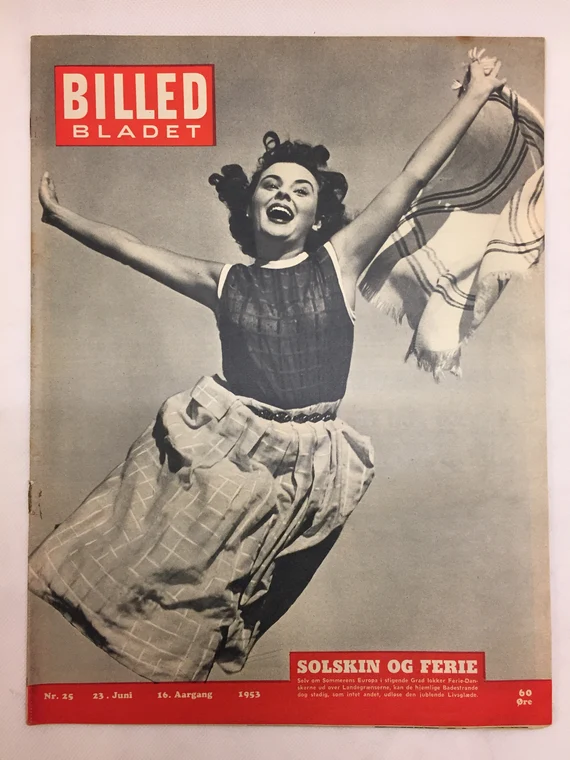 BILLED
BLADET
SOLSKIN OG FERIE
Selv om Sommerens Europa i stigende Grad lokker Ferie-Dan-
skerne ud over Landegrænserne, kan de hjemlige Badestrande
dog stadig, som intet andet, udløse den jublende Livsglæde.
Nr. 25 23. Juni 16. Aargang 1953
60
Øre